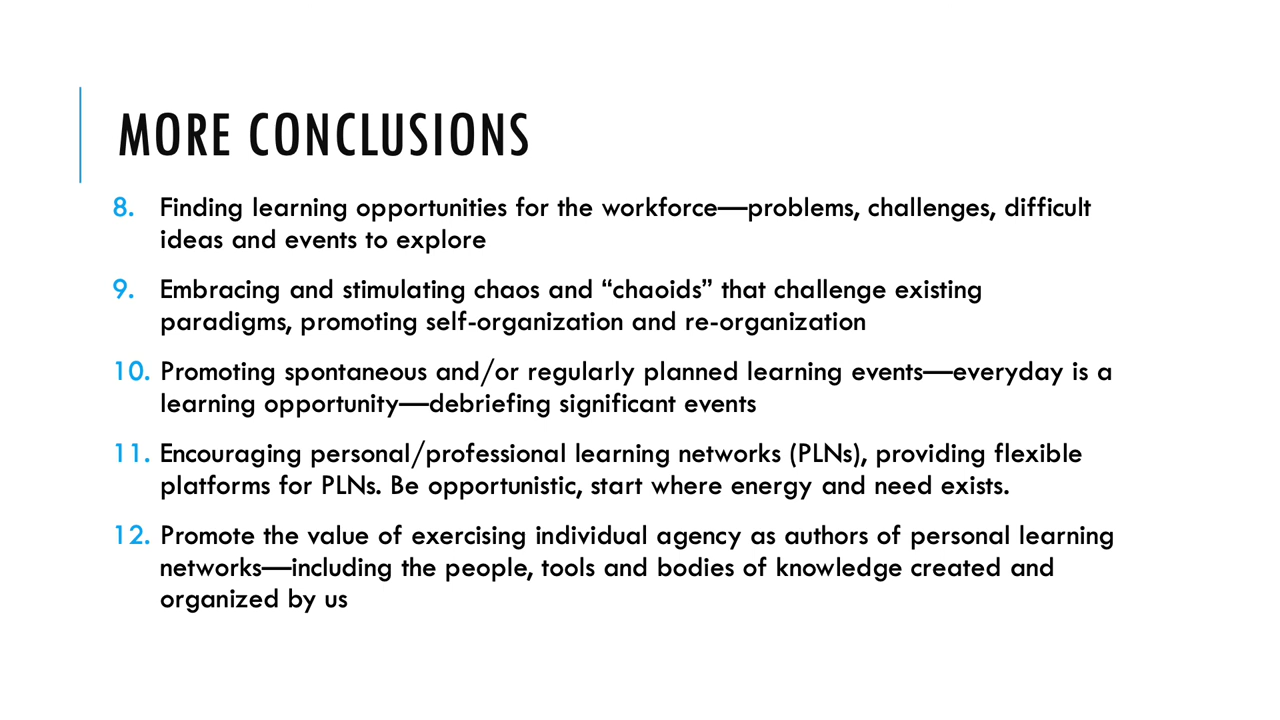 MORE CONCLUSIONS
8. Finding learning opportunities for the workforce—problems, challenges, difficult
ideas and events to explore
9. Embracing and stimulating chaos and “chaoids” that challenge existing
paradigms, promoting self-organization and re-organization
10. Promoting spontaneous and/or regularly planned learning events—everyday is a
learning opportunity—debriefing significant events
11. Encouraging personal/professional learning networks (PLNs), providing flexible
platforms for PLNs. Be opportunistic, start where energy and need exists.
12. Promote the value of exercising individual agency as authors of personal learning
networks—including the people, tools and bodies of knowledge created and
organized by us